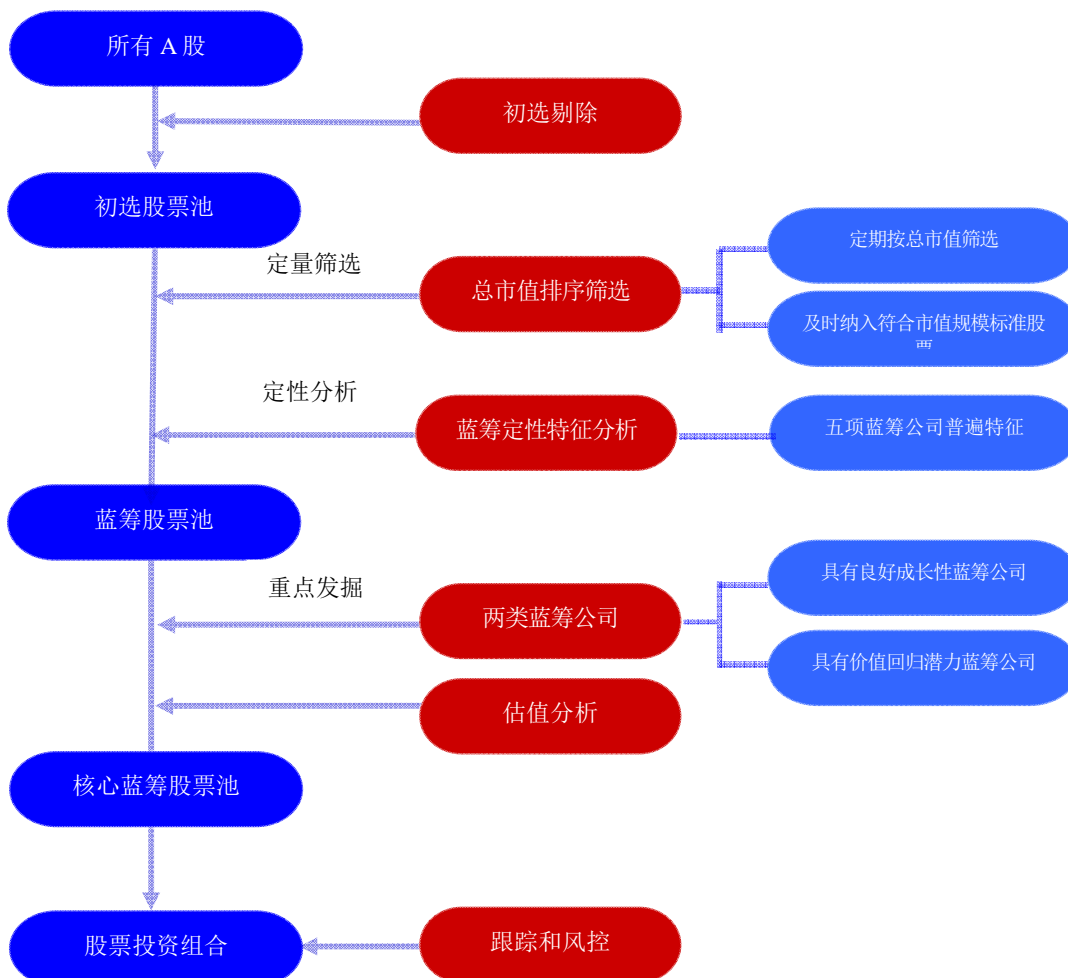 所有 A 股
初选剔除
初选股票池
定量筛选
总市值排序筛选
定期按总市值筛选
及时纳入符合市值规模标准股
票
定性分析
蓝筹定性特征分析
五项蓝筹公司普遍特征
蓝筹股票池
重点发掘
两类蓝筹公司
具有良好成长性蓝筹公司
具有价值回归潜力蓝筹公司
估值分析
核心蓝筹股票池
股票投资组合
跟踪和风控